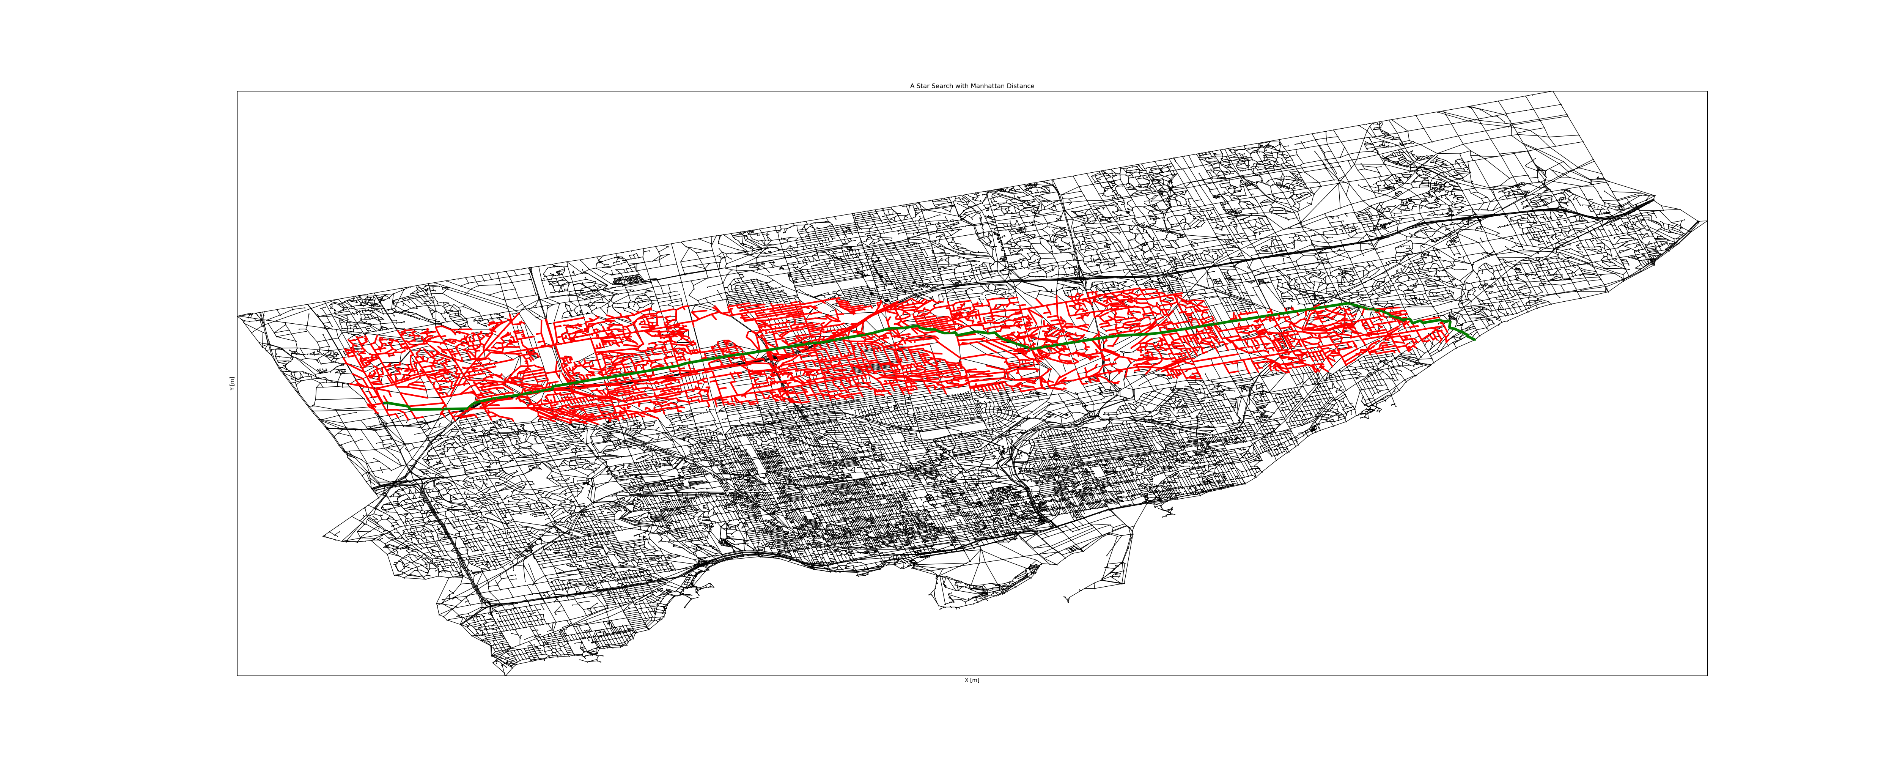 A Star Search with Manhattan Distance
Y [m]
X [m]